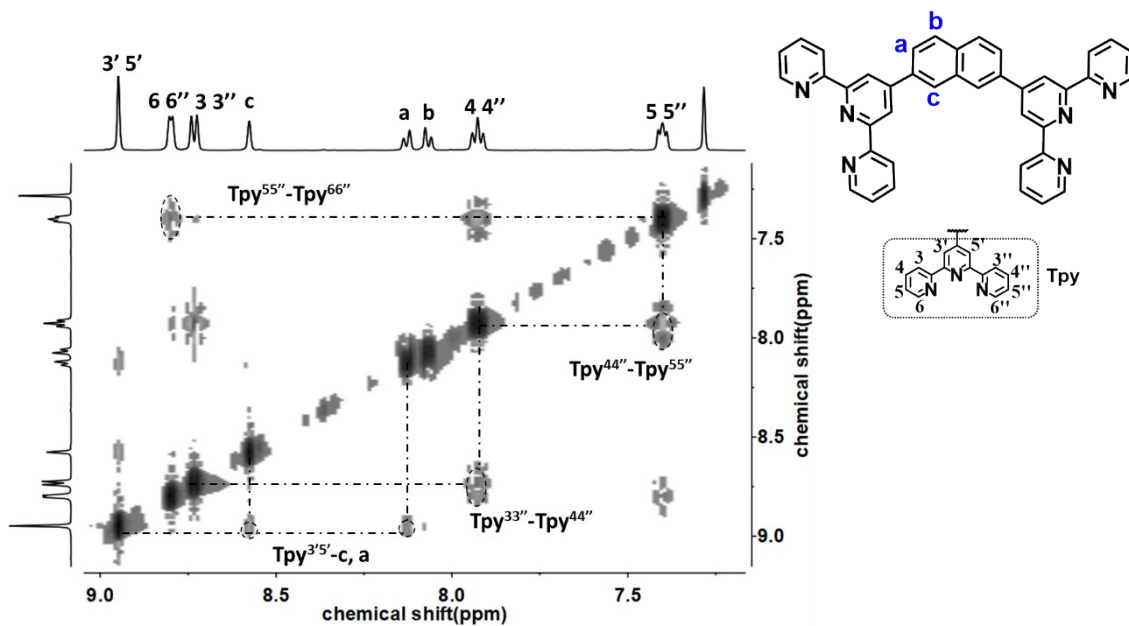 3' 5'
6 6'' 3 3'' c
a b 4 4'' 5 5''
Tpy55''-Tpy66''
Tpy44''-Tpy55''
Tpy33''-Tpy44''
Tpy3'5'-c, a
7.5
8.0
8.5
9.0
chemical shift(ppm)
9.0 8.5 8.0 7.5
chemical shift(ppm)
b
a
c
N N
N N
N N
3' 5'
4 3 3'' 4''
5 N N N 5''
6 6''
Tpy